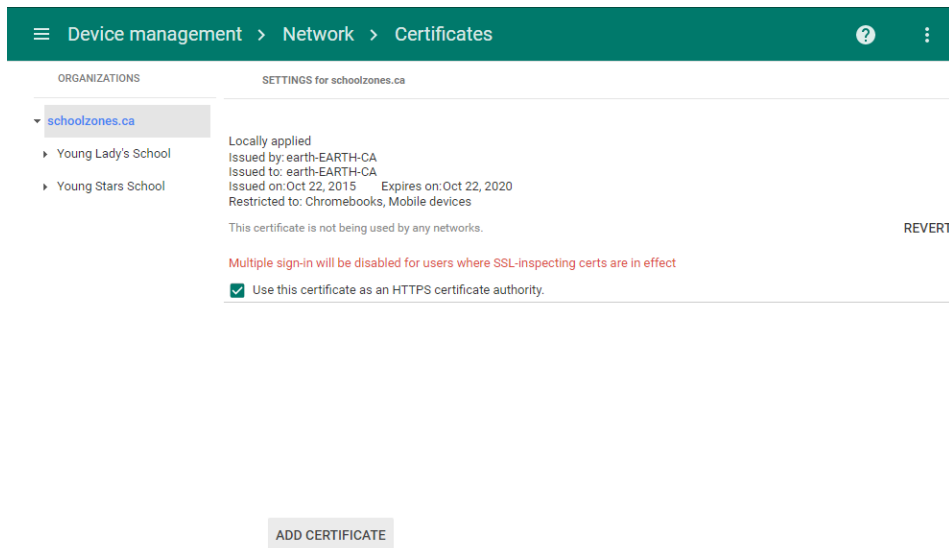 Device management > Network > Certificates
ORGANIZATIONS
SETTINGS for schoolzones.ca
schoolzones.ca
Young Lady's School
Young Stars School
Locally applied
Issued by: earth-EARTH-CA
Issued to: earth-EARTH-CA
Issued on:Oct 22, 2015 Expires on:Oct 22, 2020
Restricted to: Chromebooks, Mobile devices
This certificate is not being used by any networks.
REVERT
Multiple sign-in will be disabled for users where SSL-inspecting certs are in effect
Use this certificate as an HTTPS certificate authority.
ADD CERTIFICATE